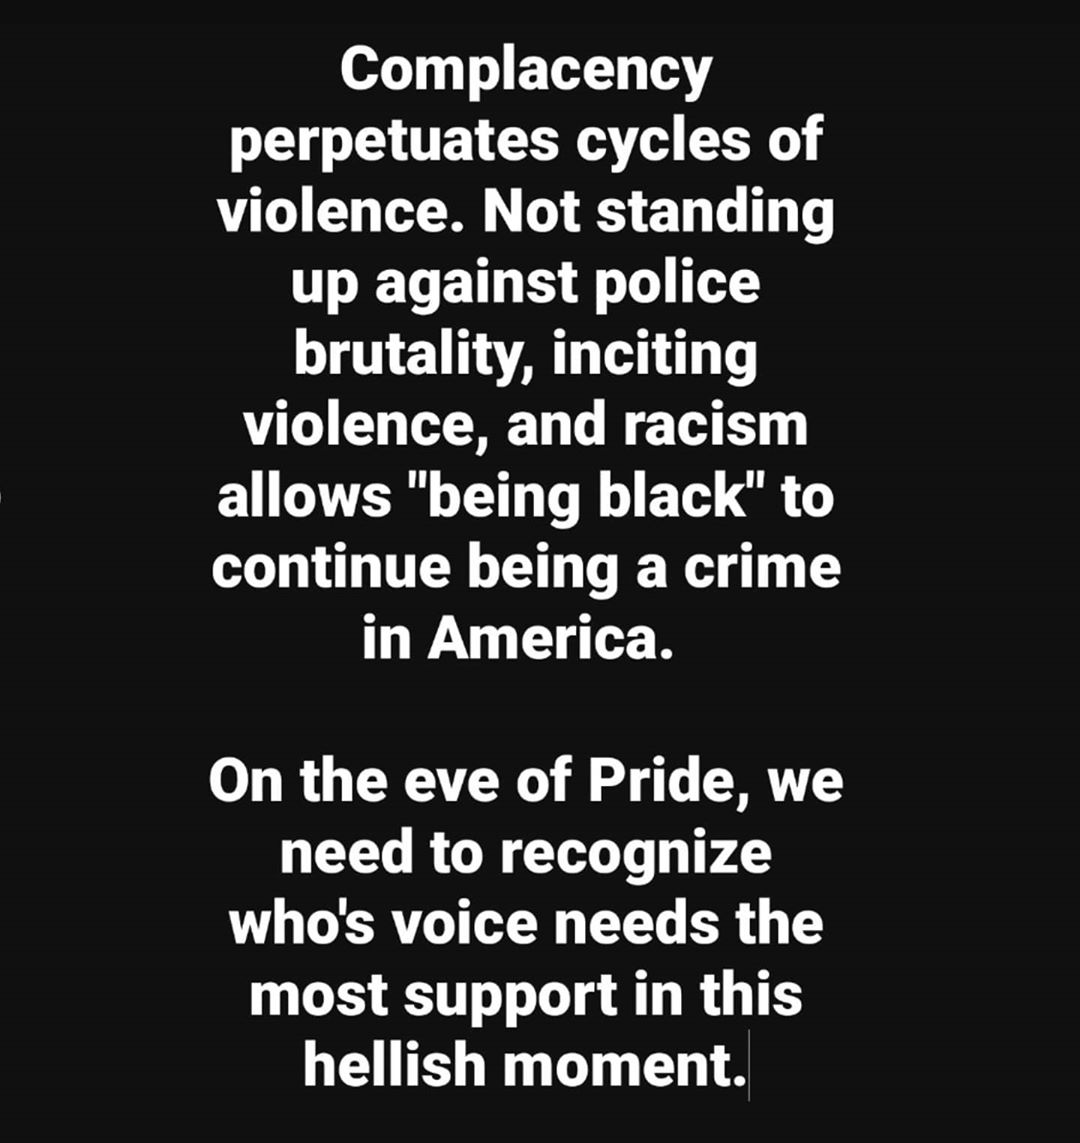 Complacency
perpetuates cycles of
violence. Not standing
up against police
brutality, inciting
violence, and racism
allows "being black" to
continue being a crime
in America.
On the eve of Pride, we
need to recognize
who's voice needs the
most support in this
hellish moment.